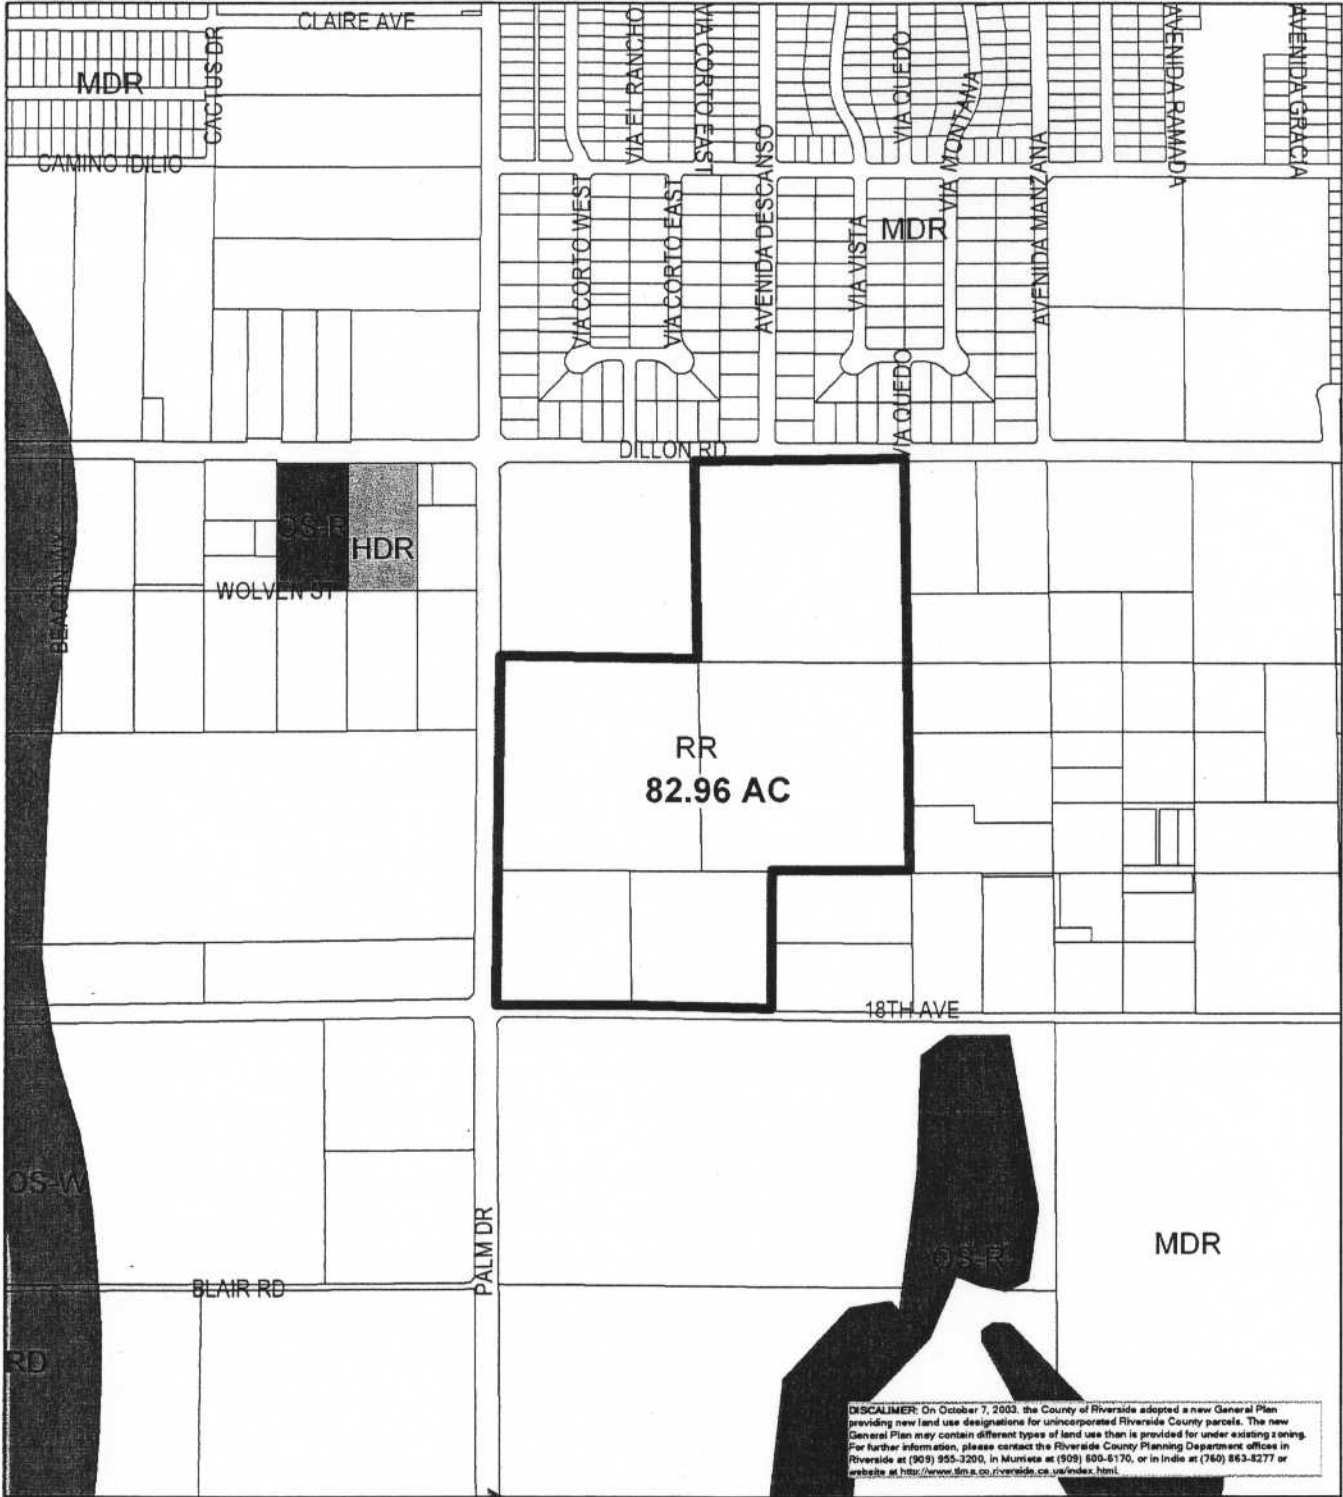 CLAIRE AVE
MDR
CACTUS DR
CAMINO IDILIO
VIA EL RANCHO
VIA CORTO EAST
VIA QUEDO
VIA MONTANA
AVENIDA RAMADA
AVENIDA GRACIA
VIA CORTO WEST
VIA CORTO EAST
AVENIDA DESCANSO
VIA VISTA
MDR
AVENIDA MANZANA
VIA QUEDO
DILLON RD
OS-R
HDR
WOLVEN ST
BEACON WY
RR
82.96 AC
18TH AVE
OS-W
PALM DR
BLAIR RD
OS-R
MDR
RD
DISCALIMER: On October 7, 2003, the County of Riverside adopted a new General Plan
providing new land use designations for unincorporated Riverside County parcels. The new
General Plan may contain different types of land use than is provided for under existing zoning.
For further information, please contact the Riverside County Planning Department offices in
Riverside at (909) 955-3200, in Murrieta at (909) 600-6170, or in Indio at (760) 863-8277 or
website at http://www.tlma.co.riverside.ca.us/index.html.